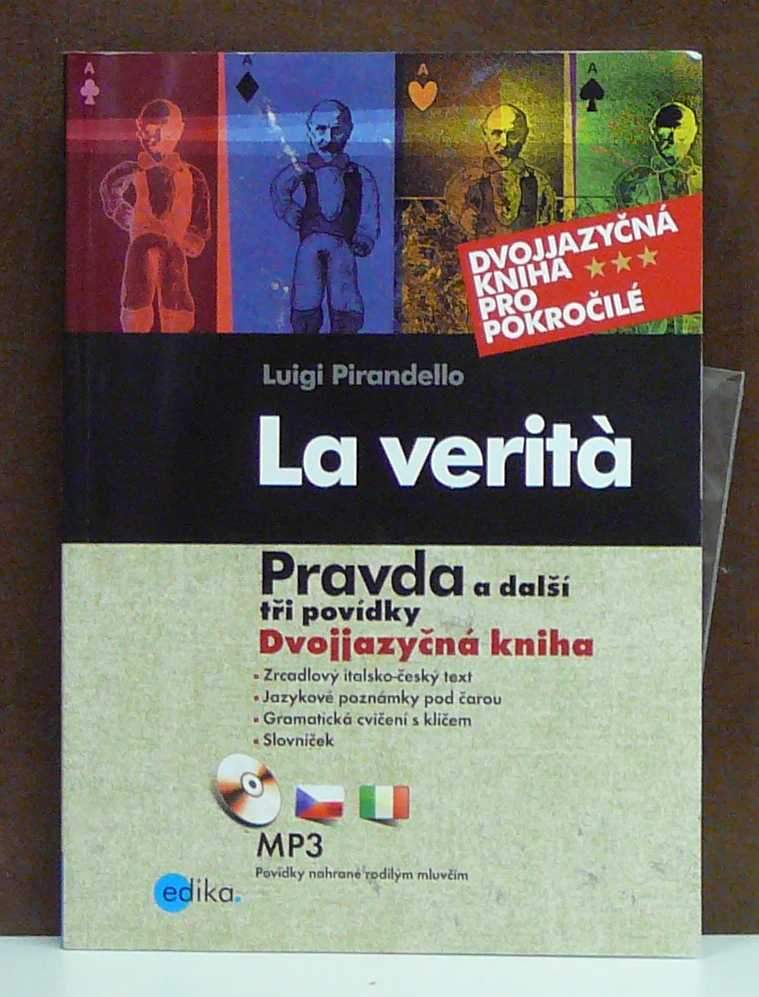 A
A
A
A
DVOJJAZYČNÁ
KNIHA
PRO
POKROČILÉ
Luigi Pirandello
La verità
Pravda a další
tři povídky
Dvojjazyčná kniha
Zrcadlový italsko-český text
Jazykové poznámky pod čarou
Gramatická cvičení s klíčem
Slovníček
MP3
Povídky nahrané rodilým mluvčím
edika.